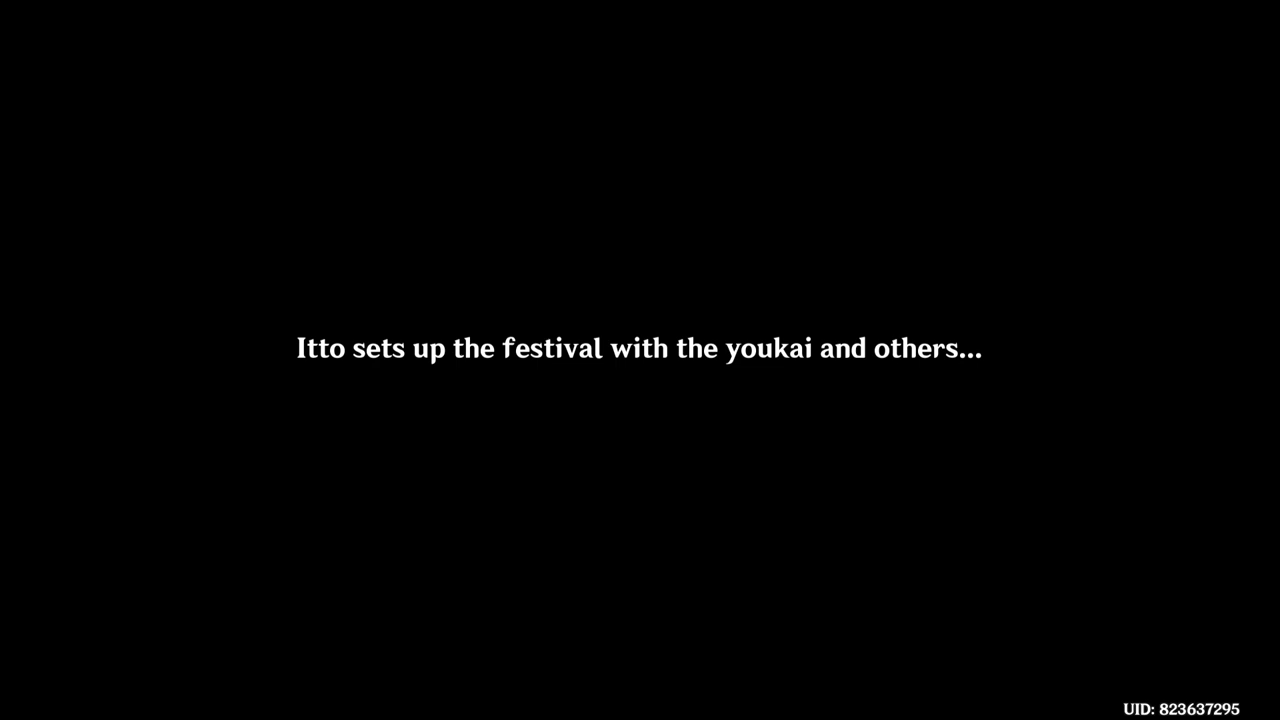 Itto sets up the festival with the youkai and others...
UID: 823637295